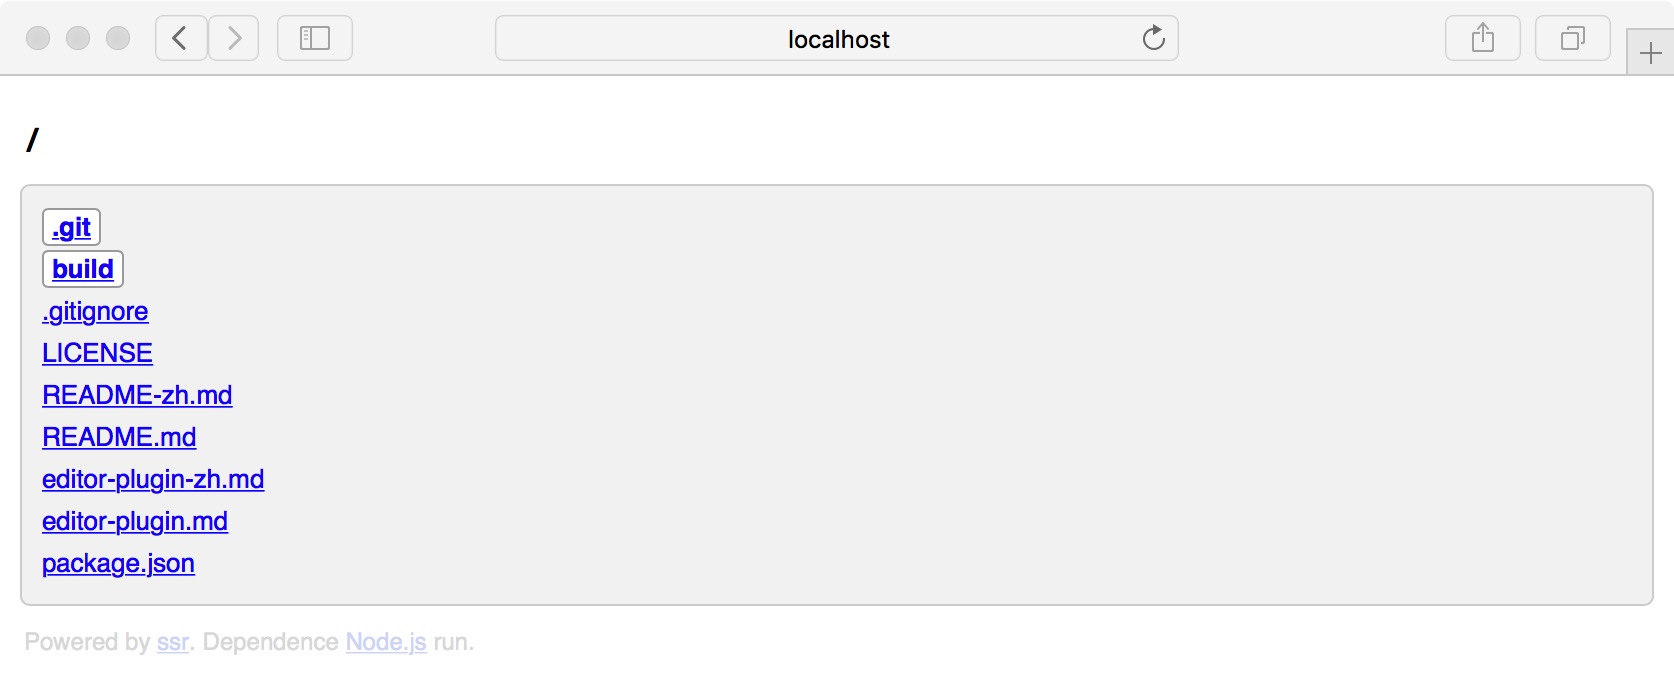 localhost
/
.git
build
.gitignore
LICENSE
README-zh.md
README.md
editor-plugin-zh.md
editor-plugin.md
package.json
Powered by ssr. Dependence Node.js run.